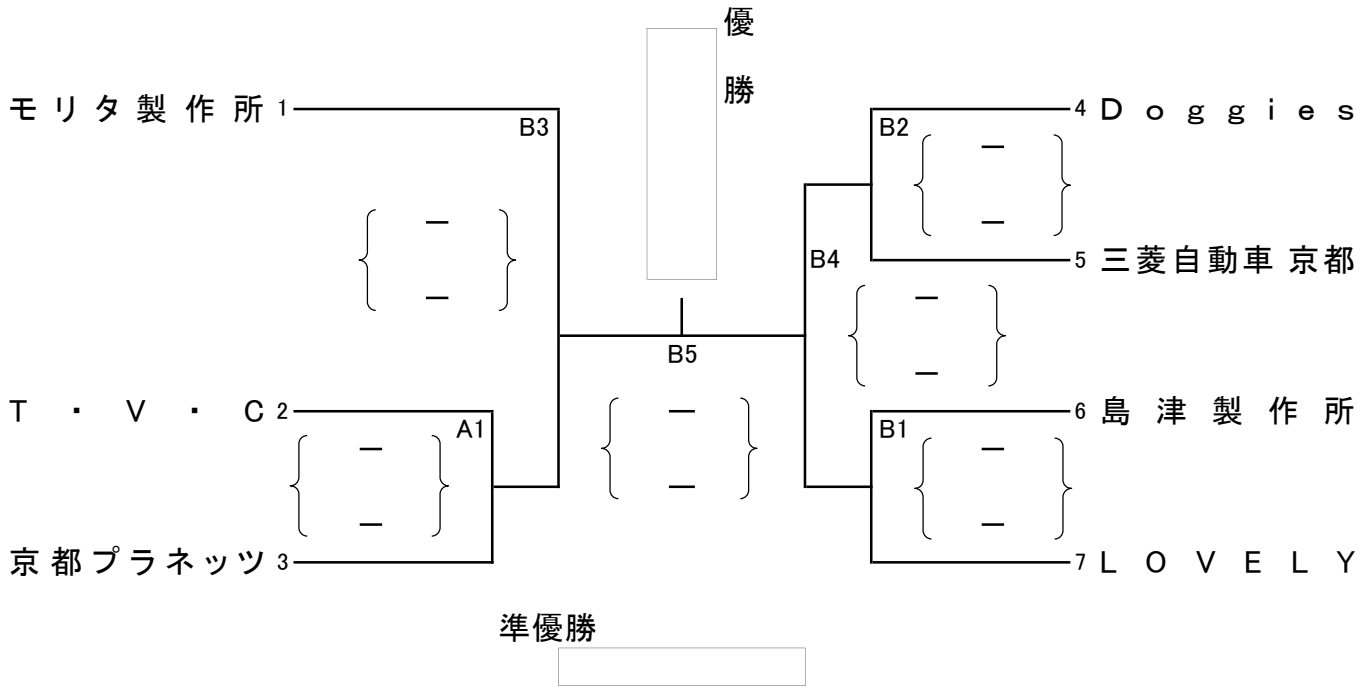 優勝
モリタ製作所 1
B3
B2
4 Doggies
—
—
—
—
B4
5 三菱自動車 京都
—
—
B5
T・V・C 2
A1
—
—
B1
6 島津製作所
—
—
—
—
京都プラネッツ 3
7 LOVELY
準優勝